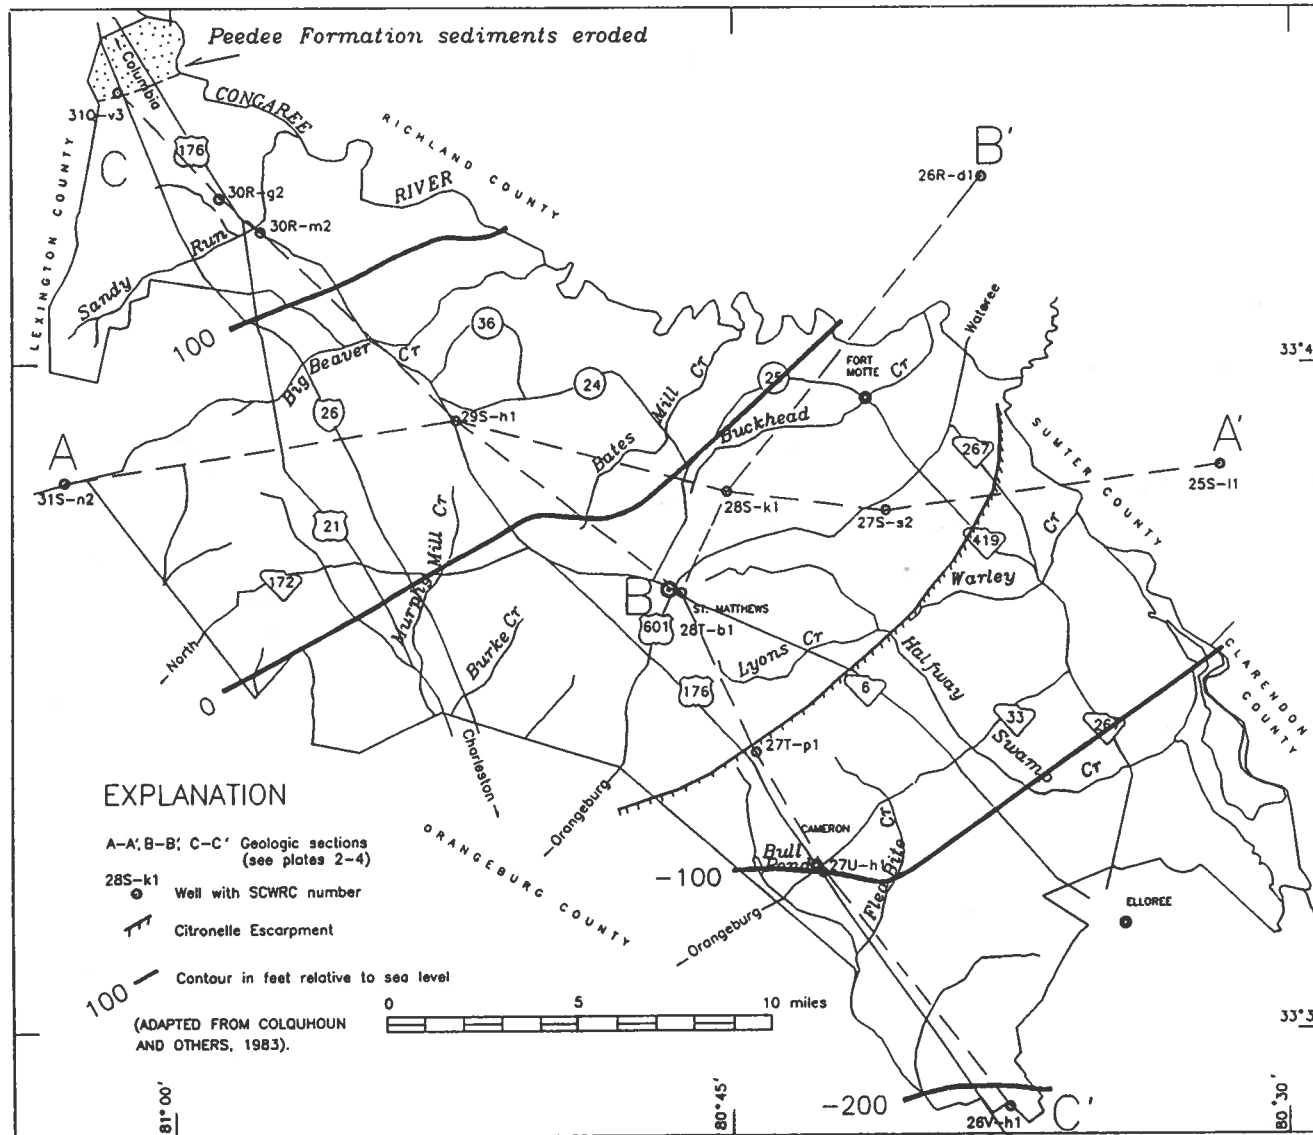 Peedee Formation sediments eroded
Columbia
31Q-v3
CONGAREE
RICHLAND COUNTY
RIVER
LEXINGTON COUNTY
C
176
30R-g2
30R-m2
B'
26R-d1
Sandy Run
100
36
Big Beaver Cr
24
26
29S-h1
Bates Mill Cr
Buckhead Cr
FORT
MOTTE
Wateree
33°4
A
31S-n2
267
SUMTER COUNTY
A'
25S-l1
28S-k1
27S-s2
21
Murphy Mill Cr
172
419
Warley Cr
B
ST. MATTHEWS
28T-b1
601
Burke Cr
Lyons Cr
Halfway Swamp Cr
6
176
—North
0
33
26
CLARENDON COUNTY
27T-p1
Charleston—
—Orangeburg
EXPLANATION
A-A', B-B', C-C' Geologic sections
(see plates 2-4)
28S-k1
Well with SCWRC number
Citronelle Escarpment
Contour in feet relative to sea level
100
(ADAPTED FROM COLQUHOUN
AND OTHERS, 1983).
ORANGEBURG COUNTY
CAMERON
Bull
Pond
27U-h1
-100
Flea Bite Cr
—Orangeburg
ELLOREE
0 5 10 miles
33°3
-200
26V-h1
C'
81°00'
80°45'
80°30'